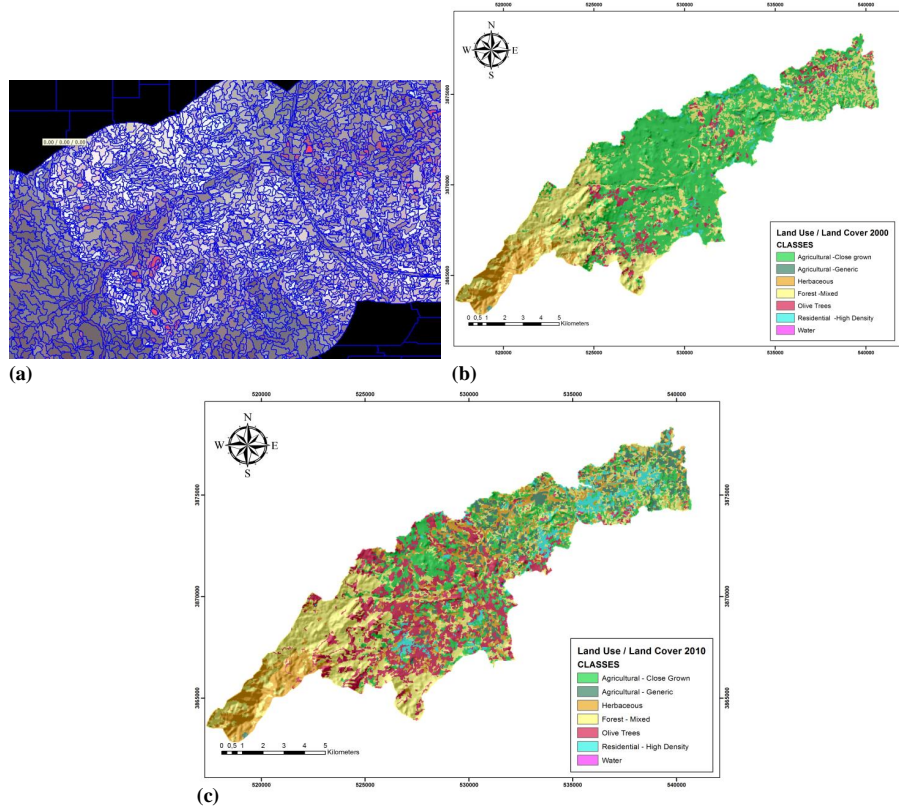 0.00 / 0.00 / 0.00
(a)
520000 525000 530000 535000 540000
N
W E
S
3875000
3870000
3865000
Land Use / Land Cover 2000
CLASSES
Agricultural -Close grown
Agricultural -Generic
Herbaceous
Forest -Mixed
Olive Trees
Residential -High Density
Water
0 0,5 1 2 3 4 5
Kilometers
520000 525000 530000 535000 540000
(b)
520000 525000 530000 535000 540000
N
W E
S
3875000
3870000
3865000
Land Use / Land Cover 2010
CLASSES
Agricultural - Close Grown
Agricultural - Generic
Herbaceous
Forest - Mixed
Olive Trees
Residential - High Density
Water
0 0,5 1 2 3 4 5
Kilometers
520000 525000 530000 535000 540000
(c)